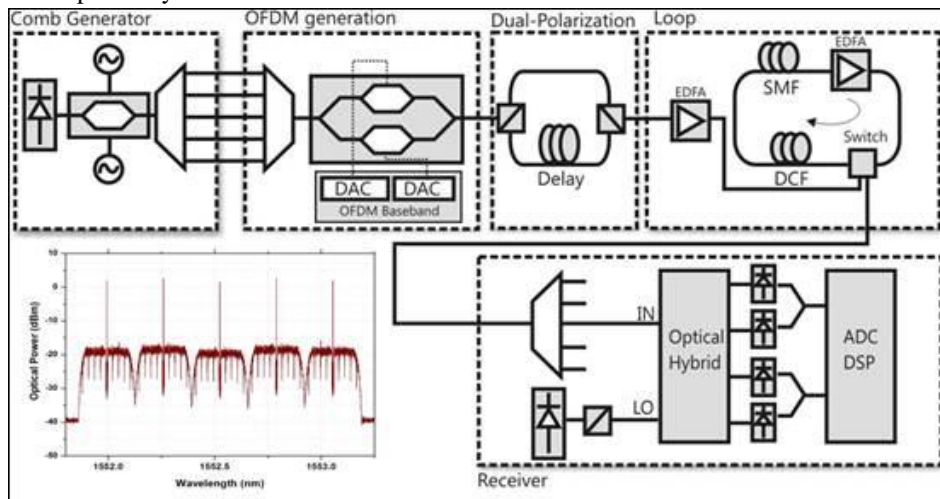 Comb Generator
OFDM generation
Dual-Polarization
Loop
EDFA
SMF
EDFA
Switch
DCF
Delay
DAC
DAC
OFDM Baseband
IN
LO
Optical
Hybrid
ADC
DSP
Receiver
10
0
-10
-20
-30
-40
-50
Optical Power (dBm)
1552.0
1552.5
1553.0
Wavelength (nm)